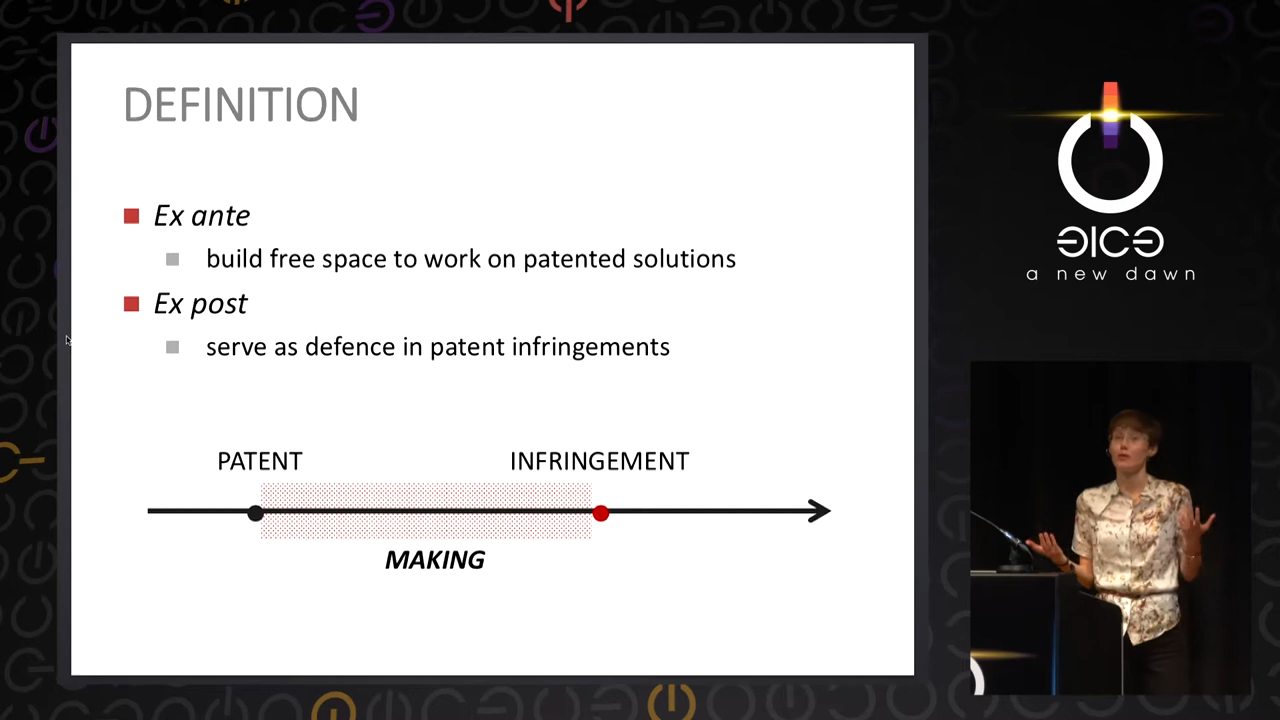 DEFINITION
Ex ante
build free space to work on patented solutions
Ex post
serve as defence in patent infringements
PATENT
INFRINGEMENT
MAKING
a new dawn